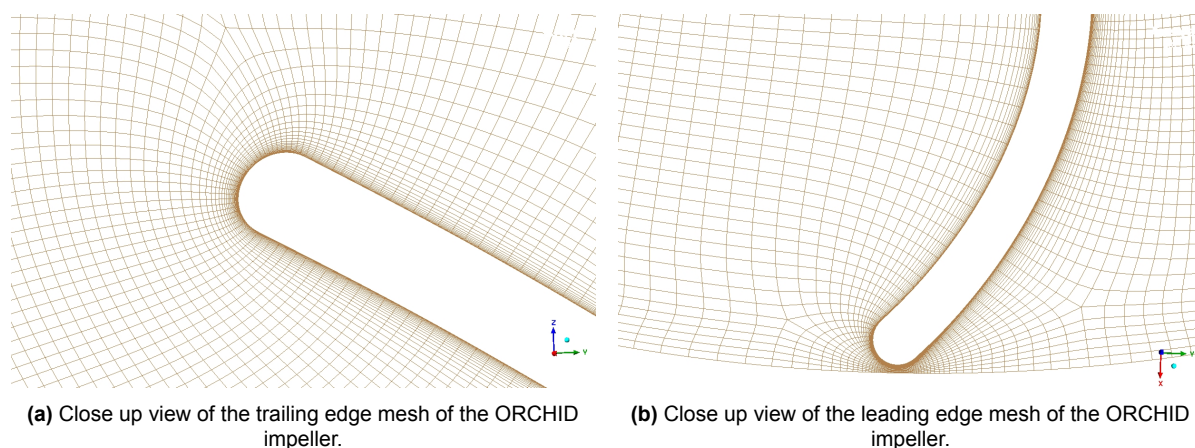 z
Y
Y
X
(a) Close up view of the trailing edge mesh of the ORCHID
impeller.
(b) Close up view of the leading edge mesh of the ORCHID
impeller.